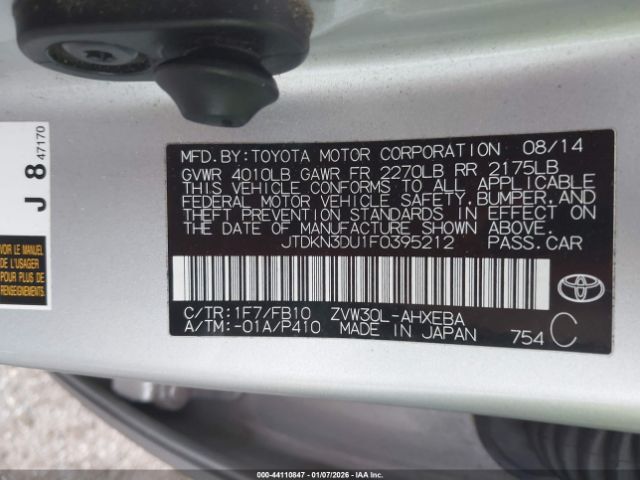 J 8 47170
VOIR LE MANUEL
DE L'USAGER
POUR PLUS DE
RENSEIGNEMENTS.
MFD.BY:TOYOTA MOTOR CORPORATION 08/14
GVWR 4010LB GAWR FR 2270LB RR 2175LB
THIS VEHICLE CONFORMS TO ALL APPLICABLE
FEDERAL MOTOR VEHICLE SAFETY,BUMPER,AND
THEFT PREVENTION STANDARDS IN EFFECT ON
THE DATE OF MANUFACTURE SHOWN ABOVE.
JTDKN3DU1F0395212 PASS.CAR
C/TR:1F7/FB10 ZVW30L-AHXEBA
A/TM:-01A/P410 MADE IN JAPAN 754 C
000-44110847 - 01/07/2026 - IAA Inc.